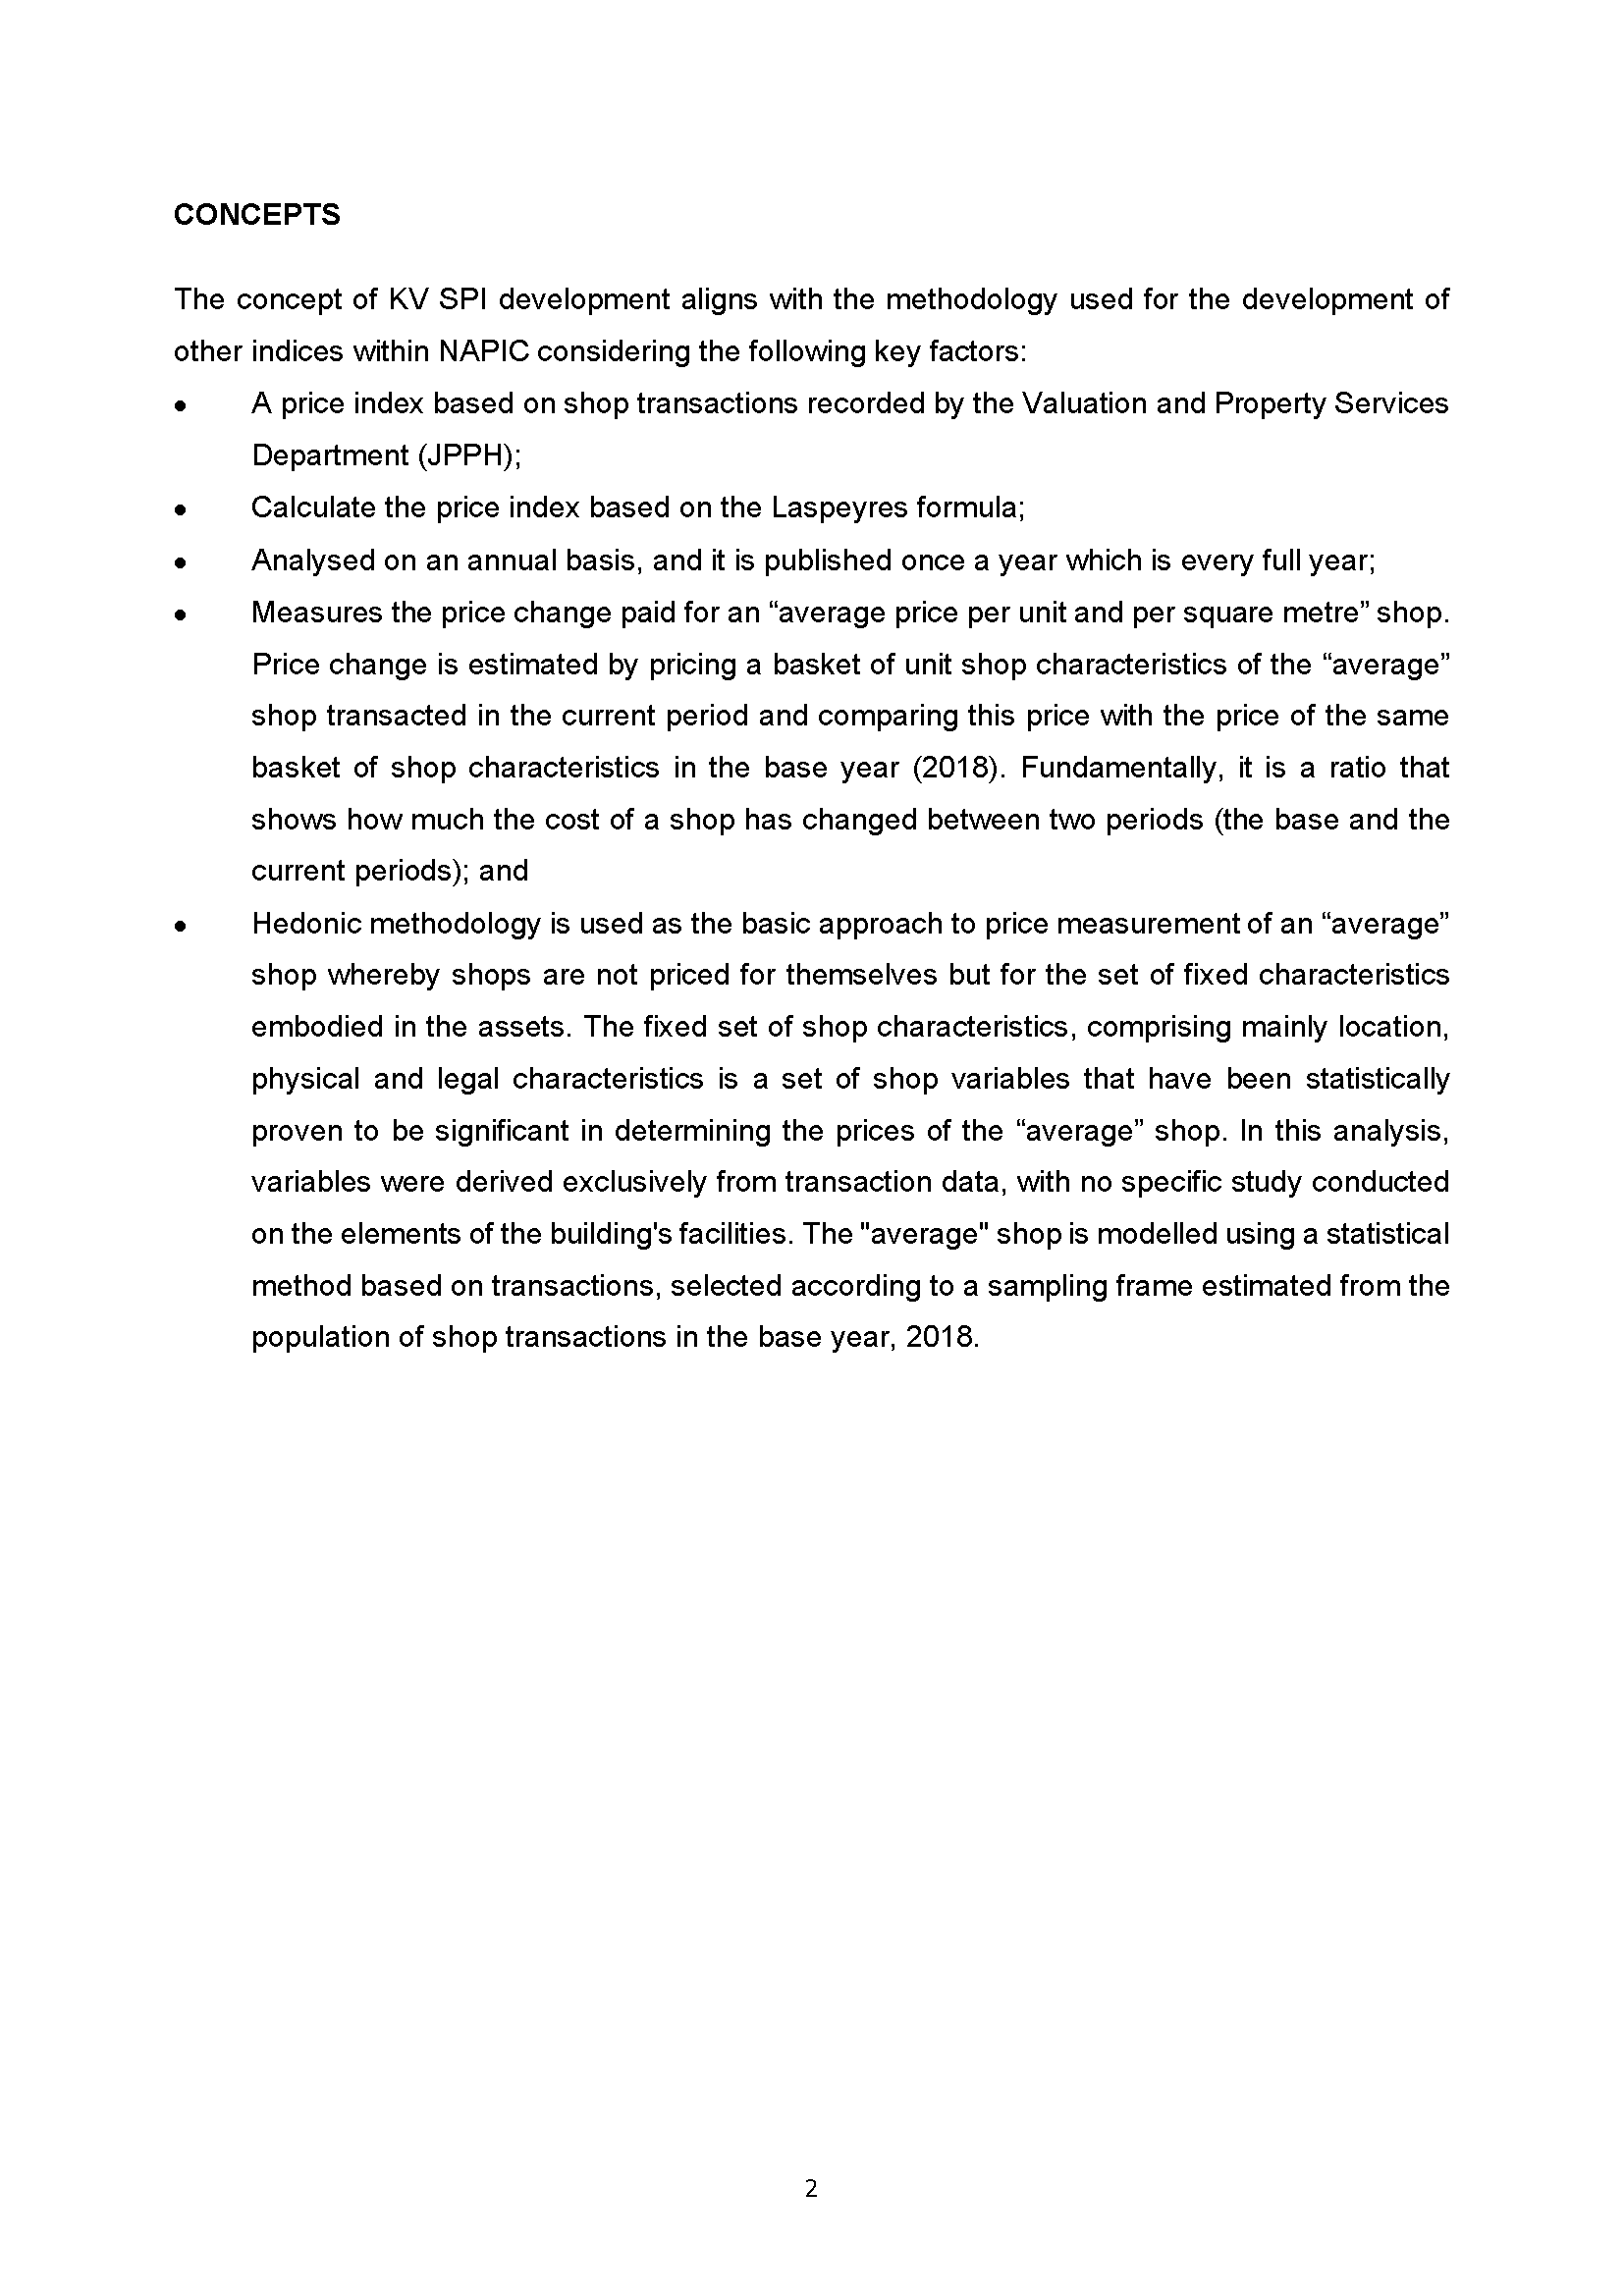 CONCEPTS
The concept of KV SPI development aligns with the methodology used for the development of
other indices within NAPIC considering the following key factors:
• A price index based on shop transactions recorded by the Valuation and Property Services
Department (JPPH);
• Calculate the price index based on the Laspeyres formula;
• Analysed on an annual basis, and it is published once a year which is every full year;
• Measures the price change paid for an “average price per unit and per square metre” shop.
Price change is estimated by pricing a basket of unit shop characteristics of the “average”
shop transacted in the current period and comparing this price with the price of the same
basket of shop characteristics in the base year (2018). Fundamentally, it is a ratio that
shows how much the cost of a shop has changed between two periods (the base and the
current periods); and
• Hedonic methodology is used as the basic approach to price measurement of an “average”
shop whereby shops are not priced for themselves but for the set of fixed characteristics
embodied in the assets. The fixed set of shop characteristics, comprising mainly location,
physical and legal characteristics is a set of shop variables that have been statistically
proven to be significant in determining the prices of the “average” shop. In this analysis,
variables were derived exclusively from transaction data, with no specific study conducted
on the elements of the building's facilities. The "average" shop is modelled using a statistical
method based on transactions, selected according to a sampling frame estimated from the
population of shop transactions in the base year, 2018.
2